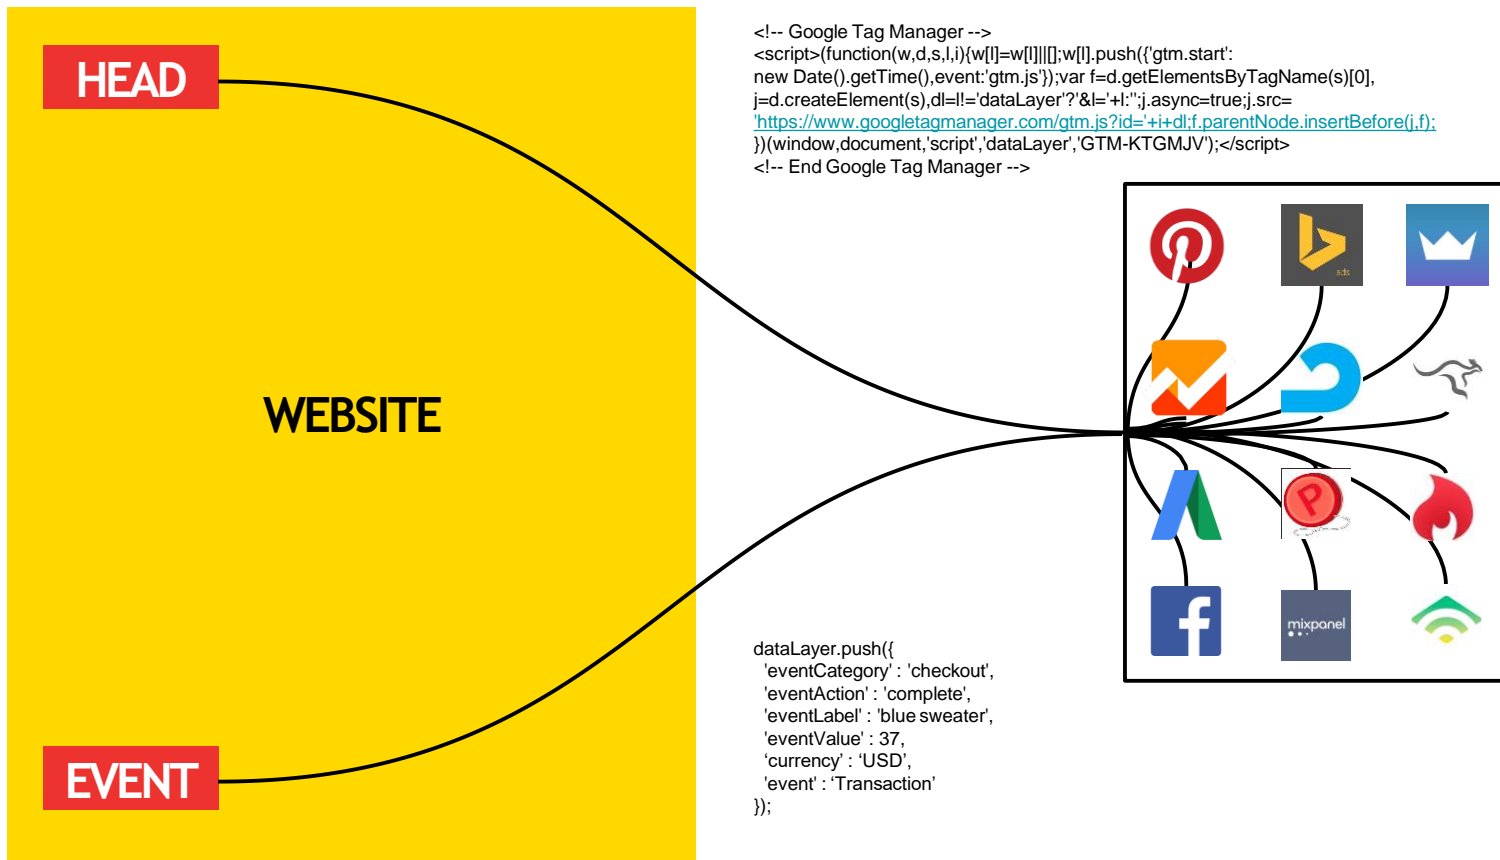 HEAD
WEBSITE
EVENT
<!-- Google Tag Manager -->
<script>(function(w,d,s,l,i){w[l]=w[l]||[];w[l].push({'gtm.start':
new Date().getTime(),event:'gtm.js'});var f=d.getElementsByTagName(s)[0],
j=d.createElement(s),dl=l!='dataLayer'?'&l='+l:'';j.async=true;j.src=
'https://www.googletagmanager.com/gtm.js?id='+i+dl;f.parentNode.insertBefore(j,f);
})(window,document,'script','dataLayer','GTM-KTGMJV');</script>
<!-- End Google Tag Manager -->
ads
P
mixpanel
dataLayer.push({
'eventCategory' : 'checkout',
'eventAction' : 'complete',
'eventLabel' : 'blue sweater',
'eventValue' : 37,
‘currency’ : ‘USD’,
'event' : ‘Transaction’
});